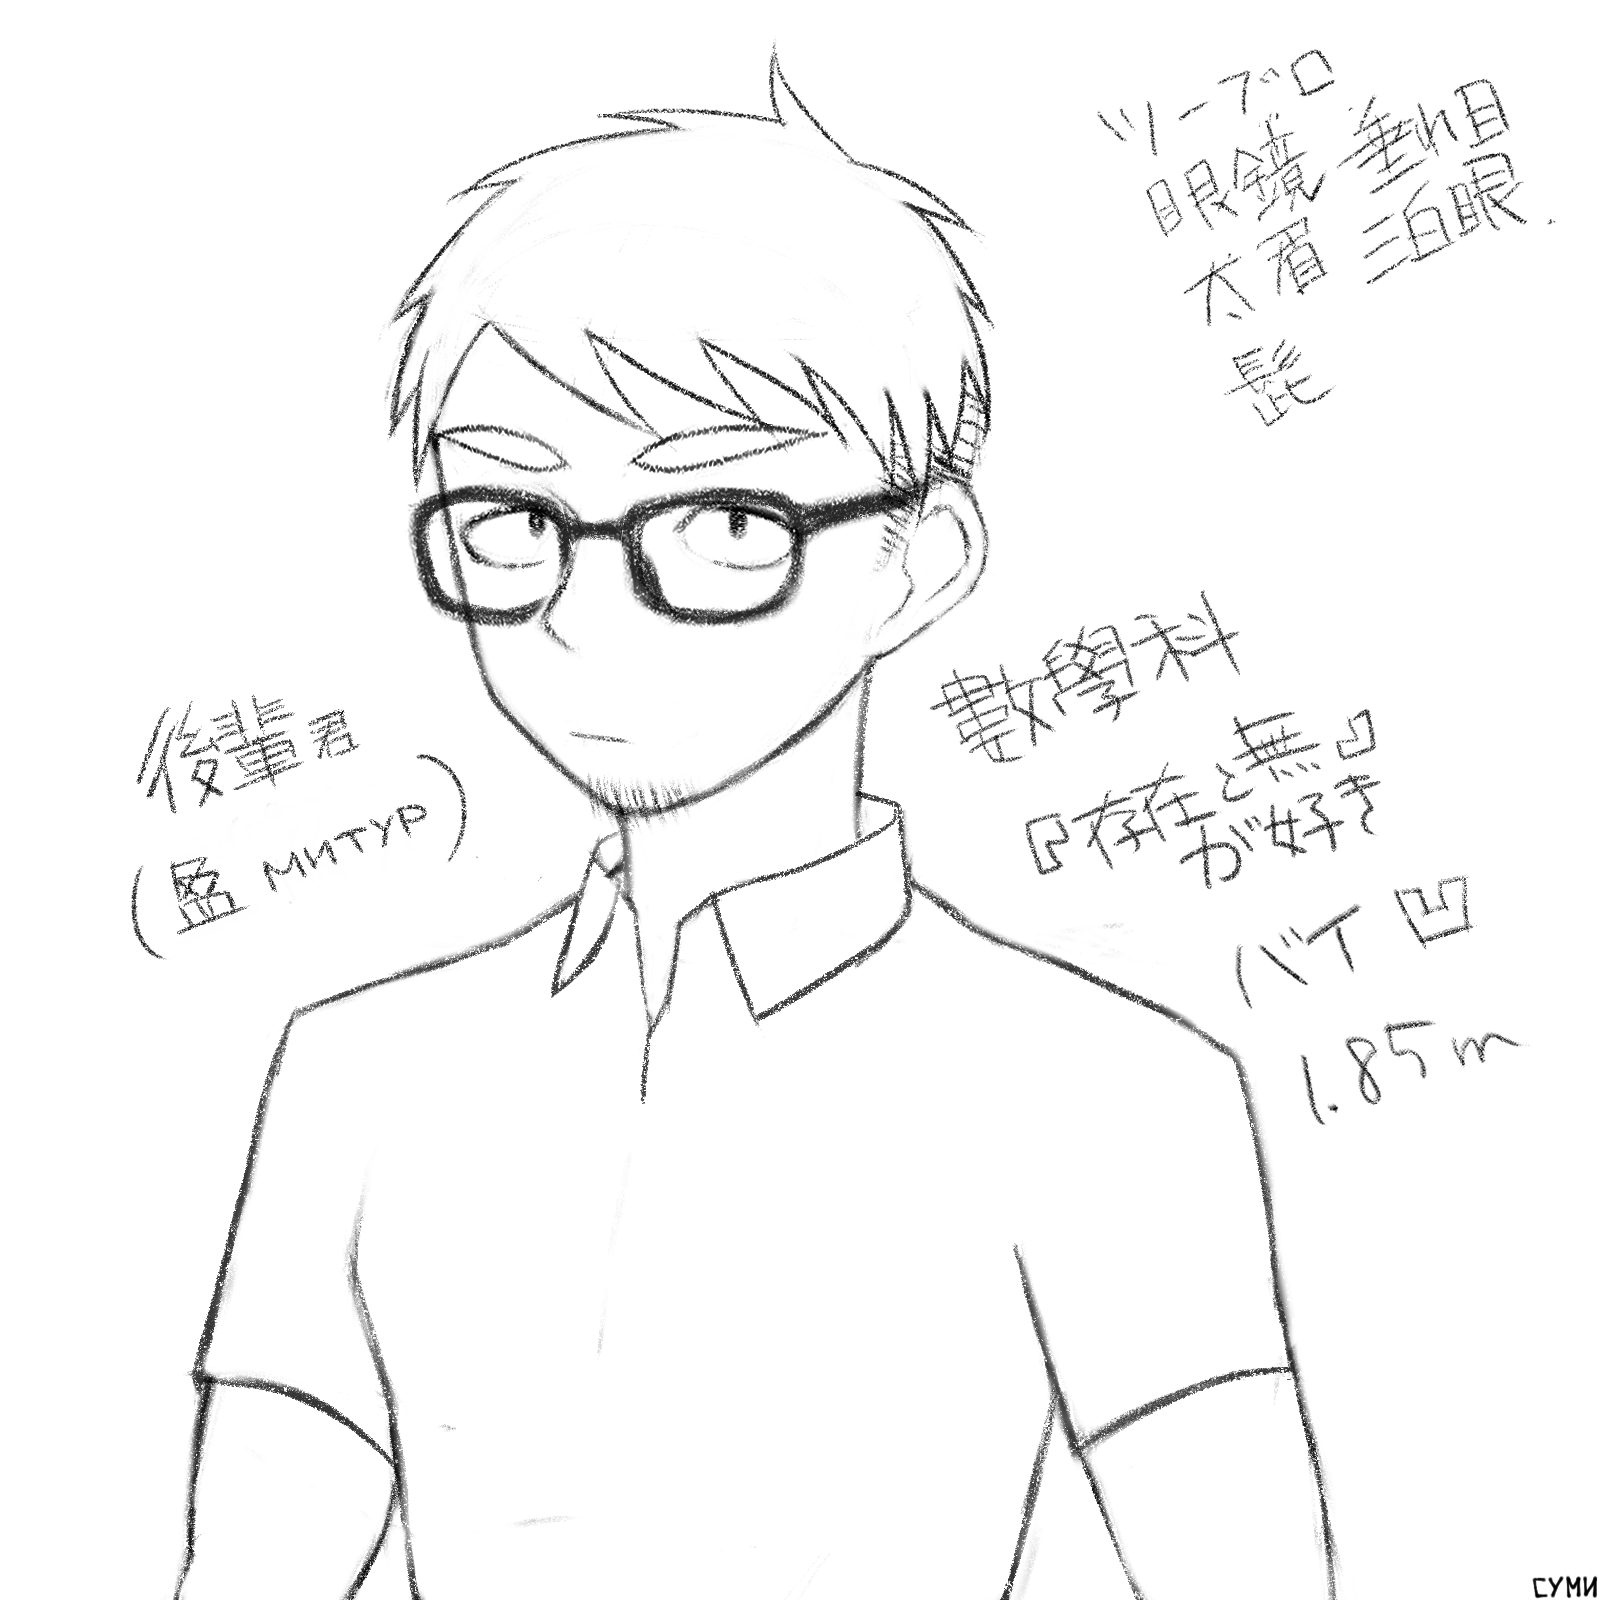 ツーブロ
眼鏡 垂れ目
太眉 三白眼.
髭
數學科
『存在と無』
が好き
バイ 凹
1.85m
後輩君
(盈 митур)
суми